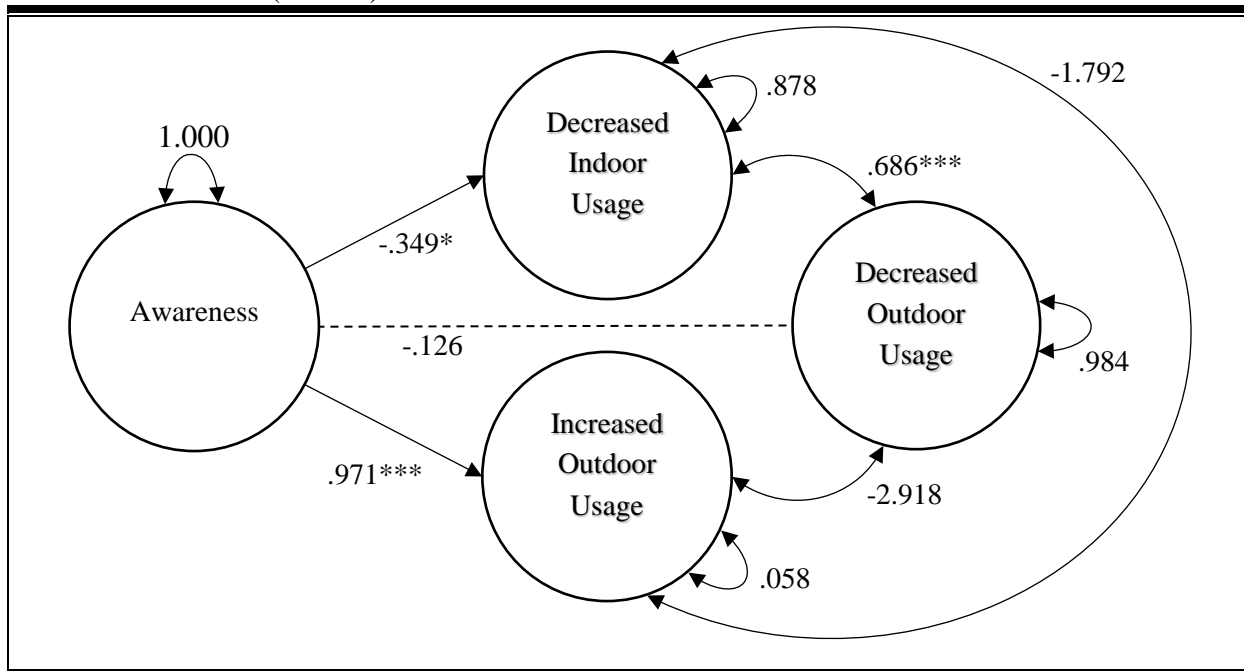 -1.792
.878
Decreased
Indoor
Usage
1.000
.686***
-.349*
Decreased
Outdoor
Usage
Awareness
-.126
.984
Increased
Outdoor
Usage
.971***
-2.918
.058